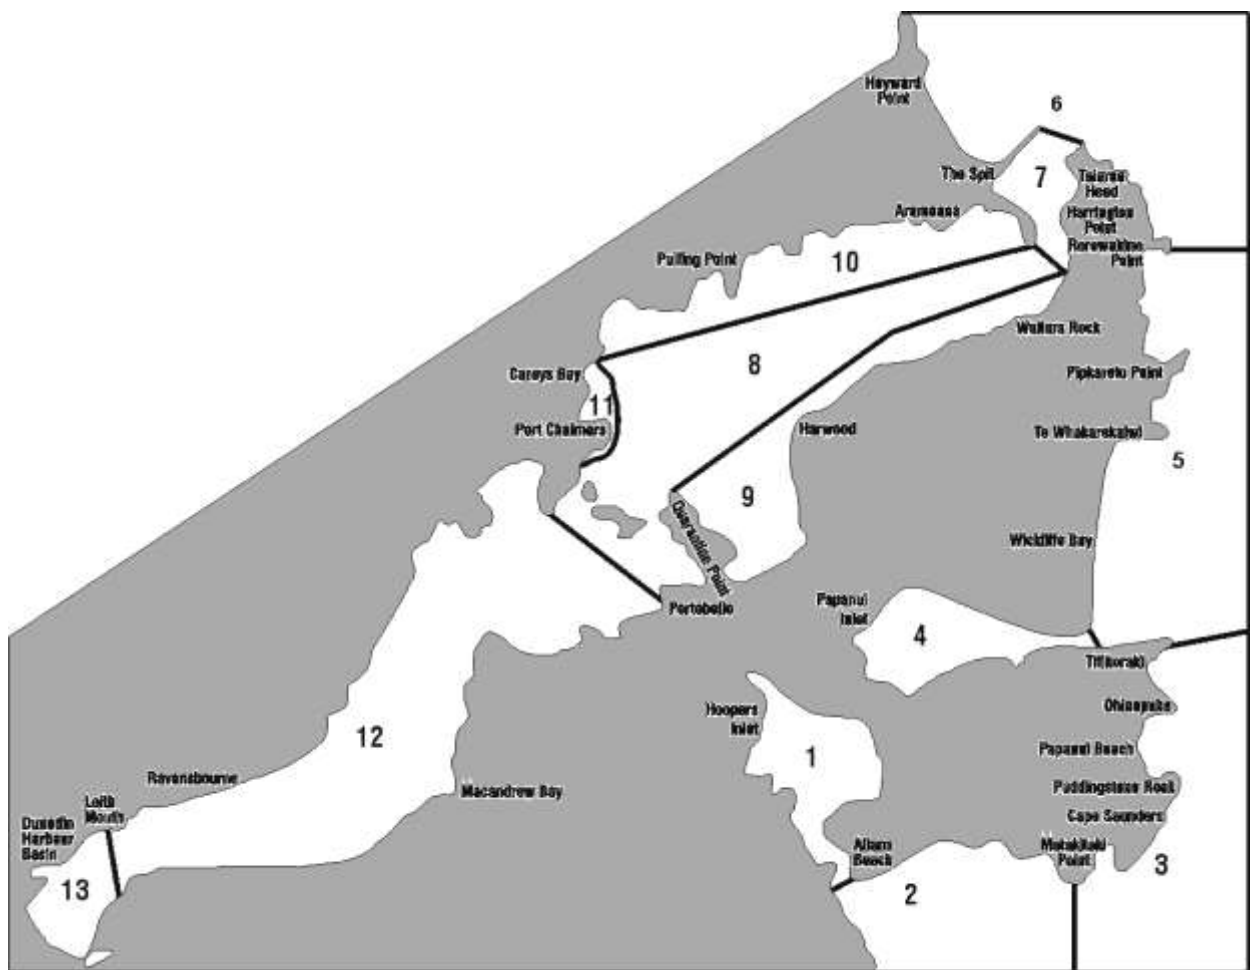 Hayward
Point
6
The Spit
7
Taiaroa
Head
Aramoana
Harrington
Point
Pulling Point
10
Point
Wellers Rock
8
Careys Bay
Pipikaretu Point
11
Port Chalmers
Harwood
Te Whakarekaiwi
5
9
Quarantine Point
Wickliffe Bay
Portobello
Papanui
Inlet
4
Titikoraki
Hoopers
Inlet
Ohinepuha
12
1
Papanui Beach
Ravensbourne
Macandrew Bay
Puddingstone Rock
Leith
Mouth
Cape Saunders
Dunedin
Harbour
Basin
Allans
Beach
Matakitaki
Point
3
13
2